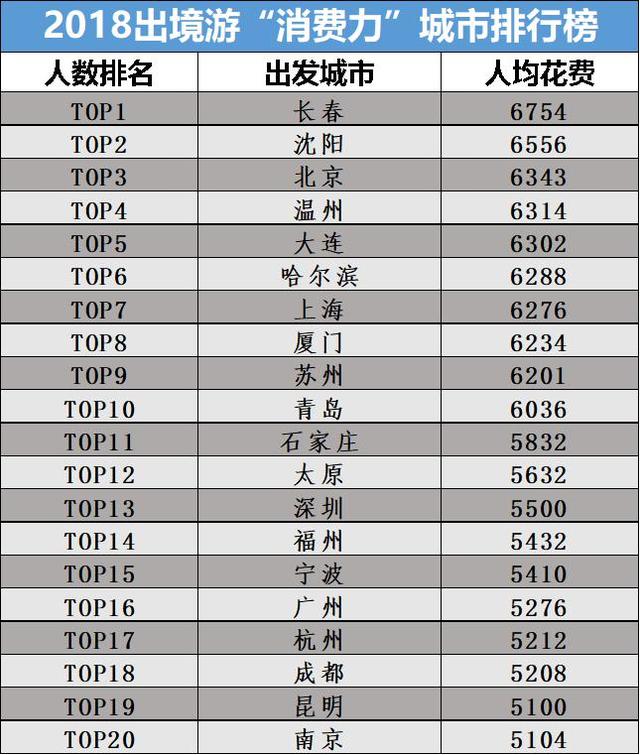 2018出境游“消费力”城市排行榜
人数排名 出发城市 人均花费
TOP1 长春 6754
TOP2 沈阳 6556
TOP3 北京 6343
TOP4 温州 6314
TOP5 大连 6302
TOP6 哈尔滨 6288
TOP7 上海 6276
TOP8 厦门 6234
TOP9 苏州 6201
TOP10 青岛 6036
TOP11 石家庄 5832
TOP12 太原 5632
TOP13 深圳 5500
TOP14 福州 5432
TOP15 宁波 5410
TOP16 广州 5276
TOP17 杭州 5212
TOP18 成都 5208
TOP19 昆明 5100
TOP20 南京 5104